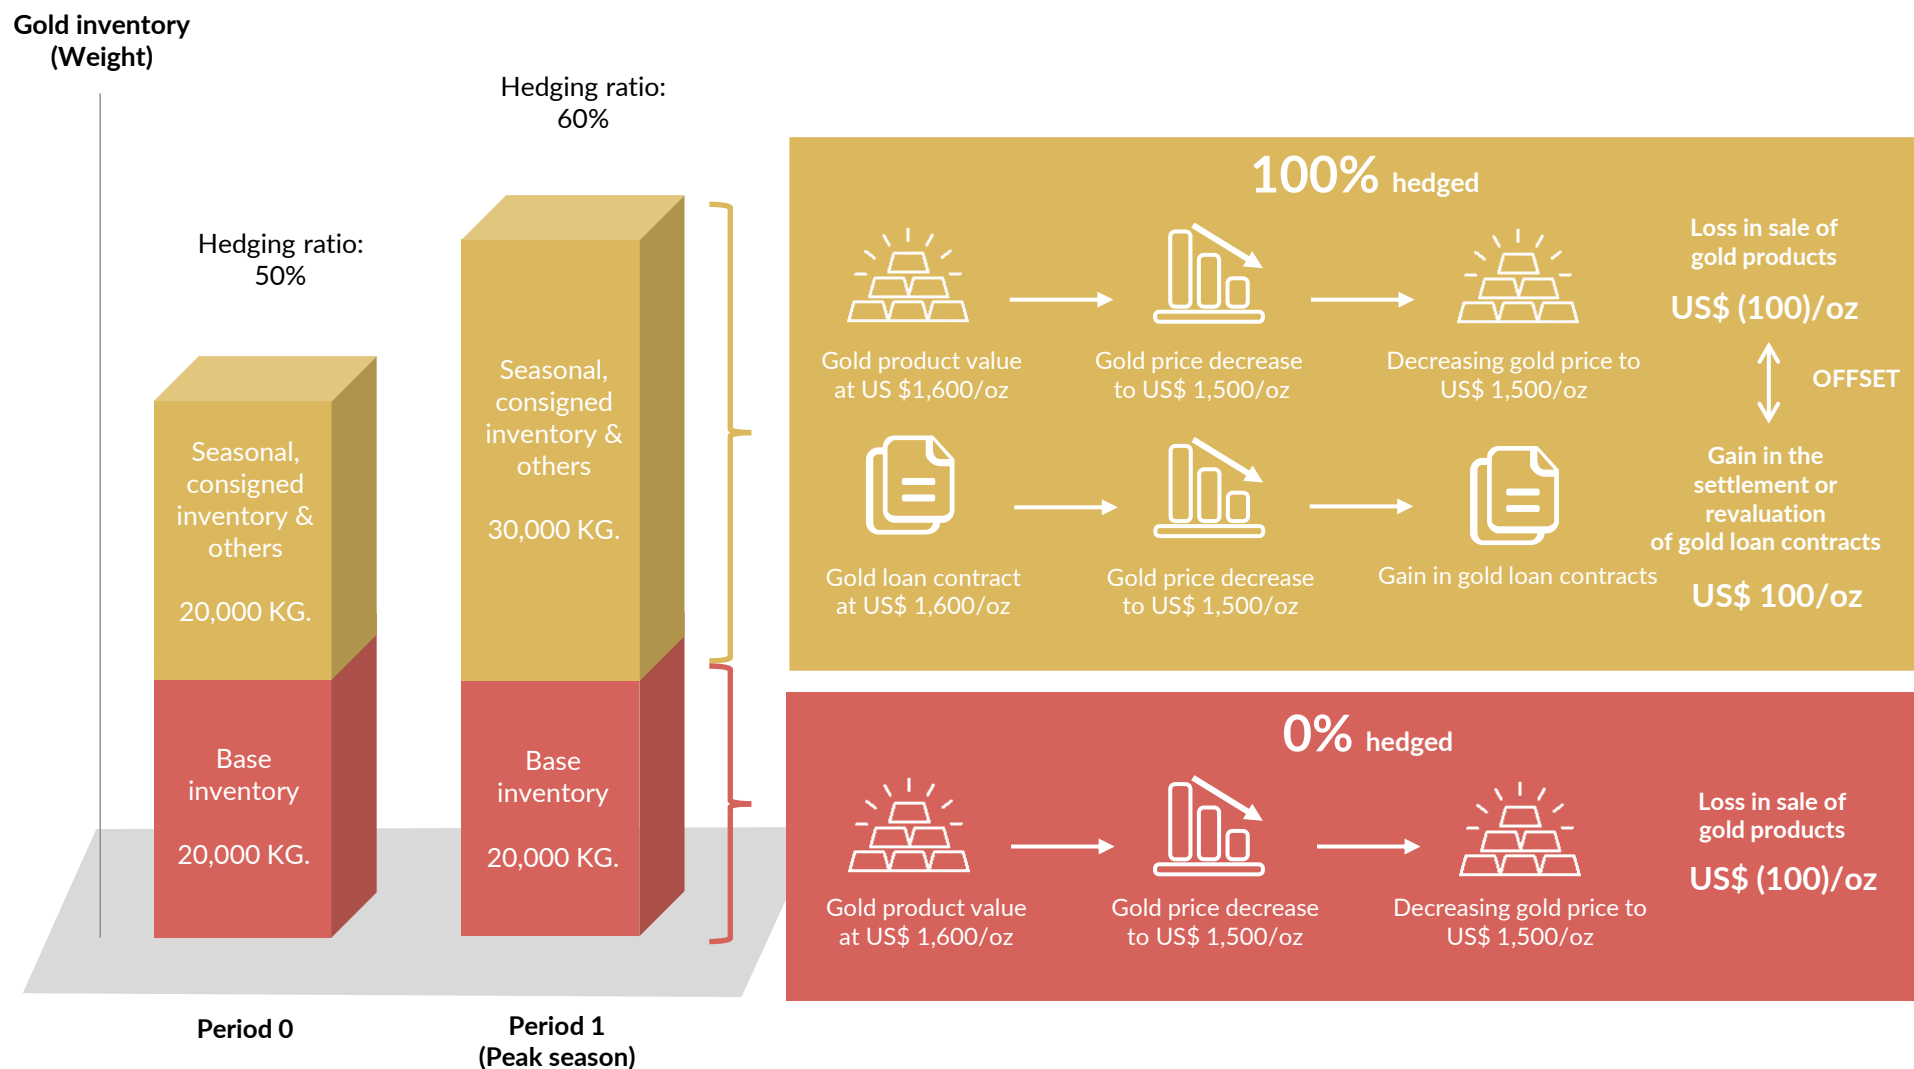 Gold inventory
(Weight)
Hedging ratio:
60%
Hedging ratio:
50%
Seasonal,
consigned
inventory &
others
20,000 KG.
Base
inventory
20,000 KG.
Seasonal,
consigned
inventory &
others
30,000 KG.
Base
inventory
20,000 KG.
Period 0
Period 1
(Peak season)
100% hedged
Gold product value
at US $1,600/oz
Gold price decrease
to US$ 1,500/oz
Decreasing gold price to
US$ 1,500/oz
Loss in sale of
gold products
US$ (100)/oz
OFFSET
Gold loan contract
at US$ 1,600/oz
Gold price decrease
to US$ 1,500/oz
Gain in gold loan contracts
Gain in the
settlement or
revaluation
of gold loan contracts
US$ 100/oz
0% hedged
Gold product value
at US$ 1,600/oz
Gold price decrease
to US$ 1,500/oz
Decreasing gold price to
US$ 1,500/oz
Loss in sale of
gold products
US$ (100)/oz